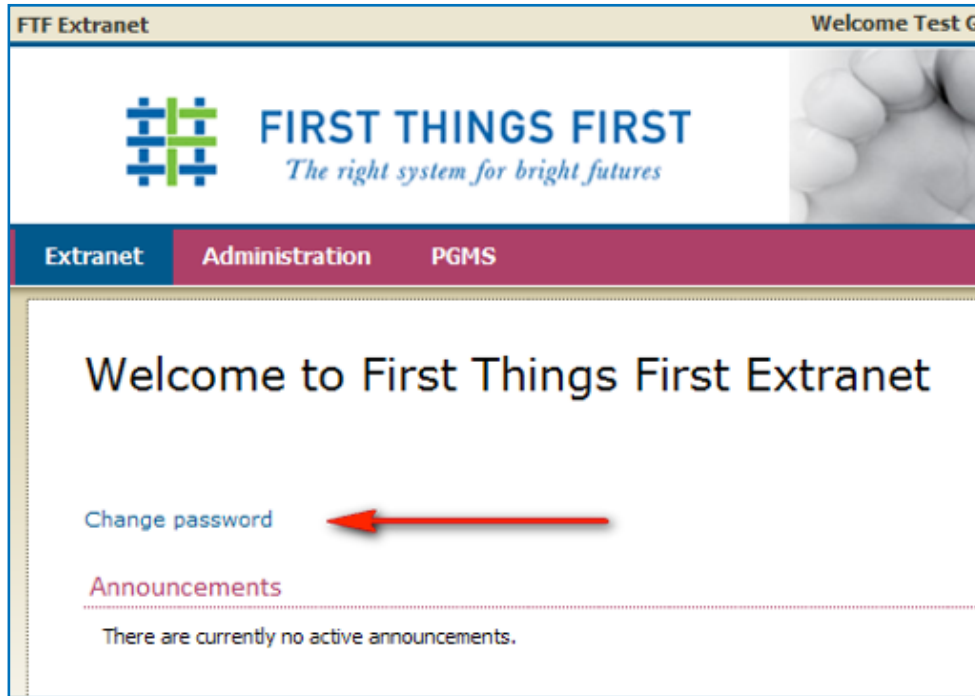 FTF Extranet Welcome Test G
FIRST THINGS FIRST
The right system for bright futures
Extranet Administration PGMS
Welcome to First Things First Extranet
Change password
Announcements
There are currently no active announcements.